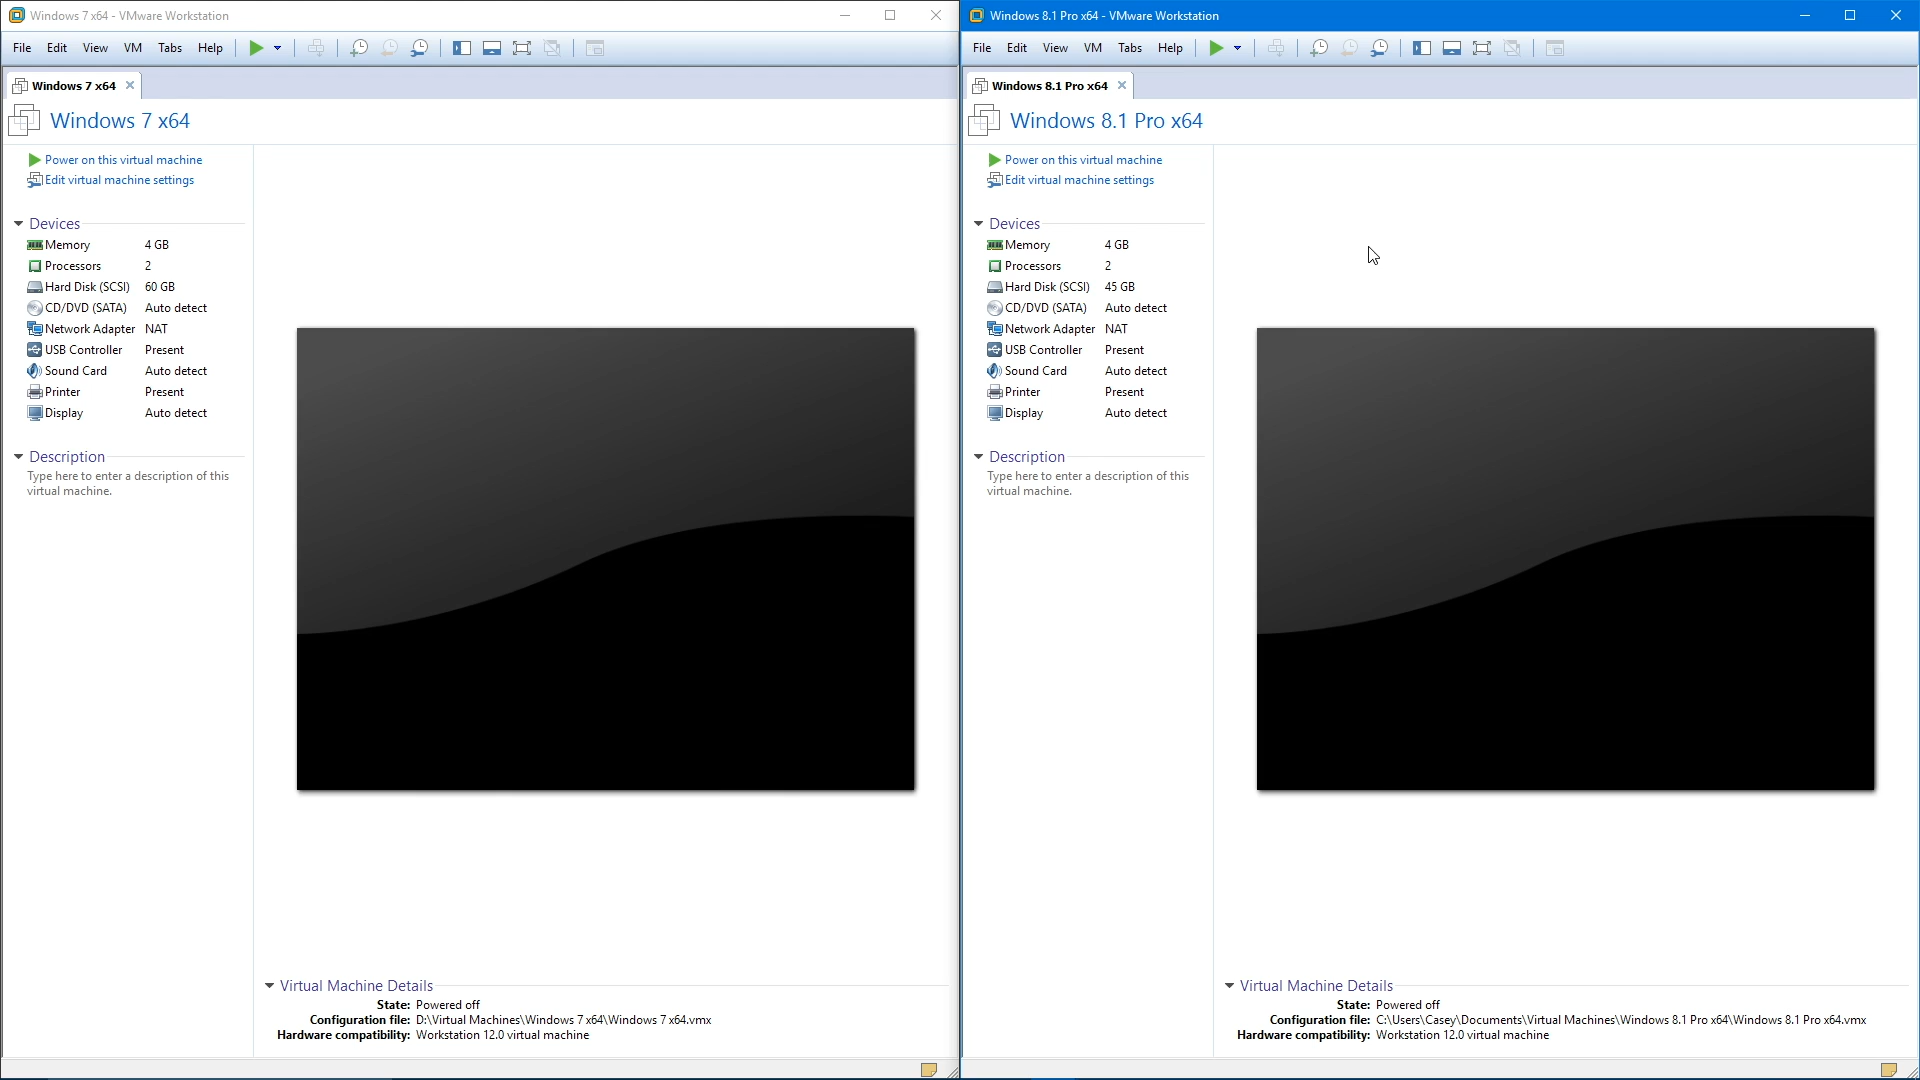 Windows 7 x64 - VMware Workstation
File Edit View VM Tabs Help
Windows 7 x64
Windows 7 x64
Power on this virtual machine
Edit virtual machine settings
Devices
Memory 4 GB
Processors 2
Hard Disk (SCSI) 60 GB
CD/DVD (SATA) Auto detect
Network Adapter NAT
USB Controller Present
Sound Card Auto detect
Printer Present
Display Auto detect
Description
Type here to enter a description of this
virtual machine.
Virtual Machine Details
State: Powered off
Configuration file: D:\Virtual Machines\Windows 7 x64\Windows 7 x64.vmx
Hardware compatibility: Workstation 12.0 virtual machine
Windows 8.1 Pro x64 - VMware Workstation
File Edit View VM Tabs Help
Windows 8.1 Pro x64
Windows 8.1 Pro x64
Power on this virtual machine
Edit virtual machine settings
Devices
Memory 4 GB
Processors 2
Hard Disk (SCSI) 45 GB
CD/DVD (SATA) Auto detect
Network Adapter NAT
USB Controller Present
Sound Card Auto detect
Printer Present
Display Auto detect
Description
Type here to enter a description of this
virtual machine.
Virtual Machine Details
State: Powered off
Configuration file: C:\Users\Casey\Documents\Virtual Machines\Windows 8.1 Pro x64\Windows 8.1 Pro x64.vmx
Hardware compatibility: Workstation 12.0 virtual machine